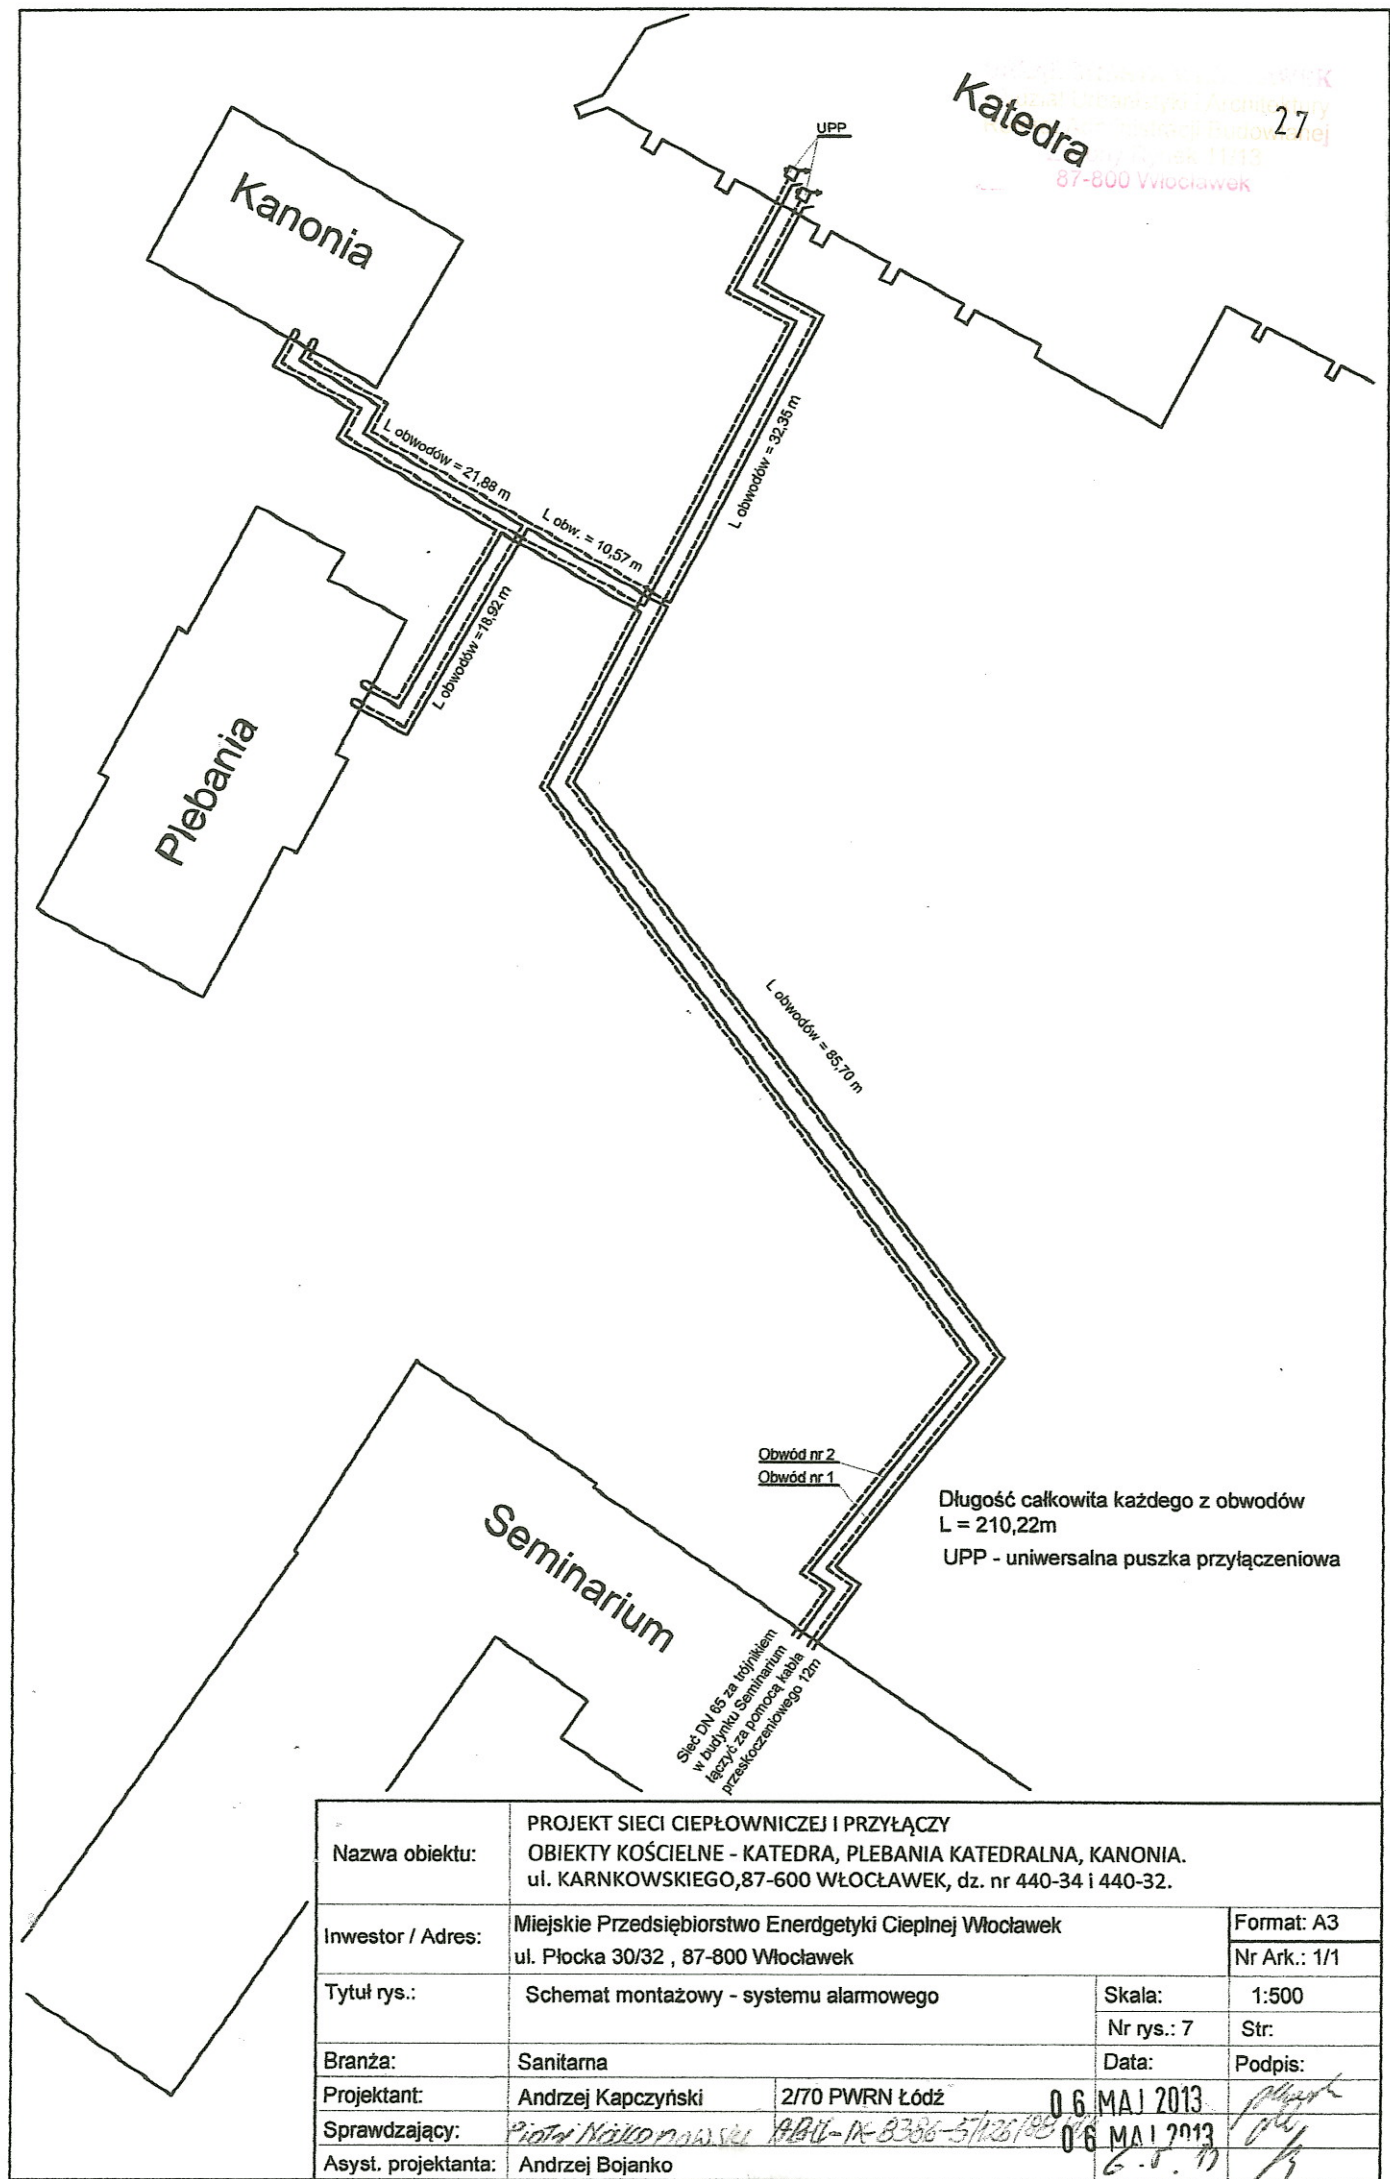 Katedra
27
87-800 Włocławek
UPP
Kanonia
L obwodów = 32,35 m
L obwodów = 21,88 m
L obw. = 10,57 m
L obwodów =18,92 m
Plebania
L obwodów = 85,70 m
Obwód nr 2
Obwód nr 1
Długość całkowita każdego z obwodów
L = 210,22m
UPP - uniwersalna puszka przyłączeniowa
Seminarium
Sieć DN 65 za trójnikiem
w budynku Seminarium
łączyć za pomocą kabla
przeskoczeniowego 12m
Nazwa obiektu:
PROJEKT SIECI CIEPŁOWNICZEJ I PRZYŁĄCZY
OBIEKTY KOŚCIELNE - KATEDRA, PLEBANIA KATEDRALNA, KANONIA.
ul. KARNKOWSKIEGO,87-600 WŁOCŁAWEK, dz. nr 440-34 i 440-32.
Inwestor / Adres:
Miejskie Przedsiębiorstwo Enerdgetyki Cieplnej Włocławek
ul. Płocka 30/32 , 87-800 Włocławek
Format: A3
Nr Ark.: 1/1
Tytuł rys.:
Schemat montażowy - systemu alarmowego
Skala: 1:500
Nr rys.: 7 Str:
Branża: Sanitarna Data: Podpis:
Projektant: Andrzej Kapczyński 2/70 PWRN Łódź 06 MAJ 2013
Sprawdzający: Piotr 06 MAJ 2013
Asyst. projektanta: Andrzej Bojanko